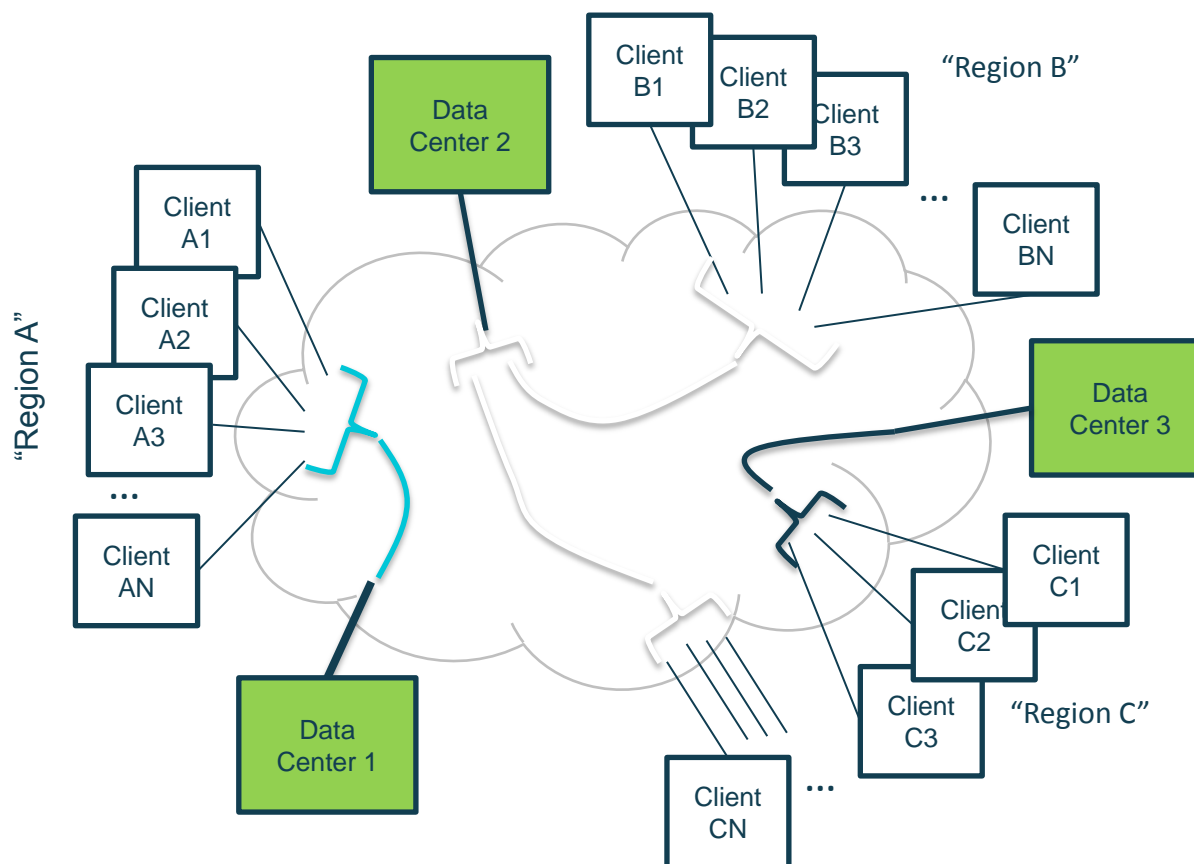 Client
B1
Client
B2
Client
B3
“Region B”
...
Client
BN
Data
Center 2
Client
A1
Client
A2
Client
A3
...
Client
AN
“Region A”
Data
Center 3
Data
Center 1
Client
C1
Client
C2
Client
C3
“Region C”
...
Client
CN